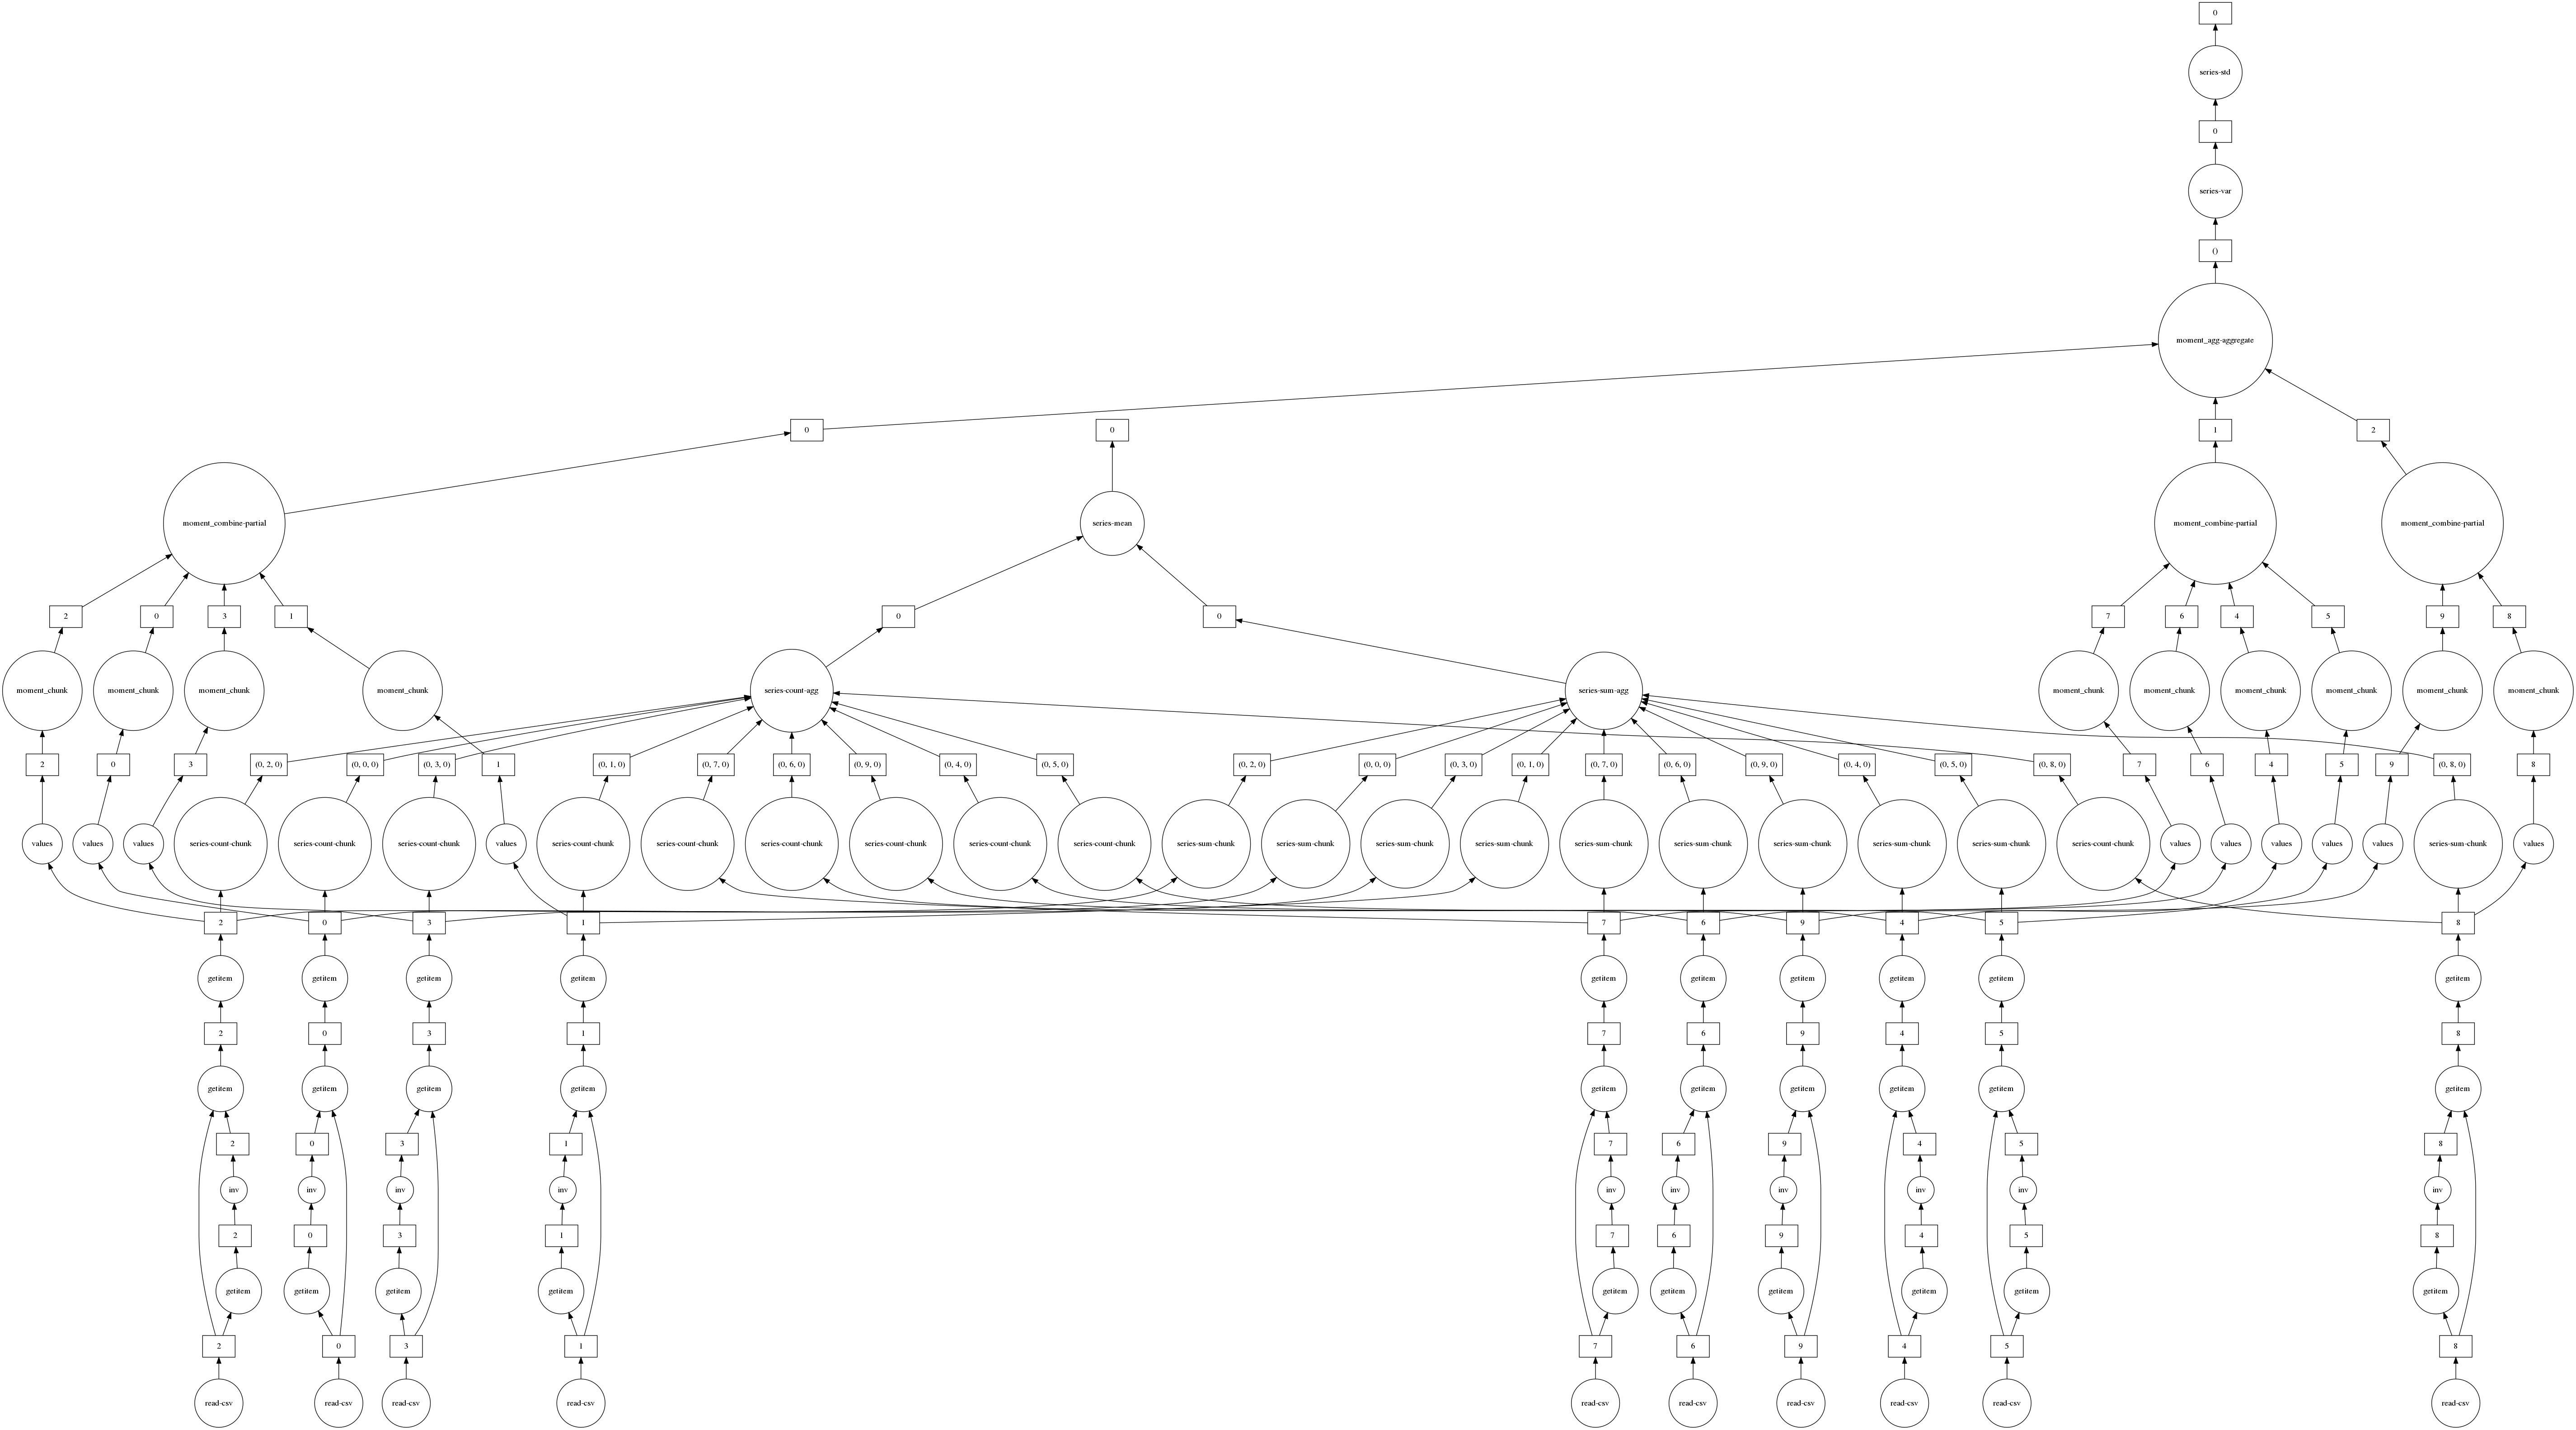 0
series-std
0
series-var
()
moment_agg-aggregate
0 0 1 2
moment_combine-partial series-mean moment_combine-partial moment_combine-partial
2 0 3 1 0 0 7 6 4 5 9 8
moment_chunk moment_chunk moment_chunk moment_chunk series-count-agg series-sum-agg moment_chunk moment_chunk moment_chunk moment_chunk moment_chunk moment_chunk
2 0 3 (0, 2, 0) (0, 0, 0) (0, 3, 0) 1 (0, 1, 0) (0, 7, 0) (0, 6, 0) (0, 9, 0) (0, 4, 0) (0, 5, 0) (0, 2, 0) (0, 0, 0) (0, 3, 0) (0, 1, 0) (0, 7, 0) (0, 6, 0) (0, 9, 0) (0, 4, 0) (0, 5, 0) (0, 8, 0) 7 6 4 5 9 (0, 8, 0) 8
values values values series-count-chunk series-count-chunk series-count-chunk values series-count-chunk series-count-chunk series-count-chunk series-count-chunk series-count-chunk series-count-chunk series-sum-chunk series-sum-chunk series-sum-chunk series-sum-chunk series-sum-chunk series-sum-chunk series-sum-chunk series-sum-chunk series-sum-chunk series-count-chunk values values values values values series-sum-chunk values
2 0 3 1 7 6 9 4 5 8
getitem getitem getitem getitem getitem getitem getitem getitem getitem getitem
2 0 3 1 7 6 9 4 5 8
getitem getitem getitem getitem getitem getitem getitem getitem getitem getitem
2 0 3 1 7 6 9 4 5 8
inv inv inv inv inv inv inv inv inv inv
2 0 3 1 7 6 9 4 5 8
getitem getitem getitem getitem getitem getitem getitem getitem getitem getitem
2 0 3 1 7 6 9 4 5 8
read-csv read-csv read-csv read-csv read-csv read-csv read-csv read-csv read-csv read-csv